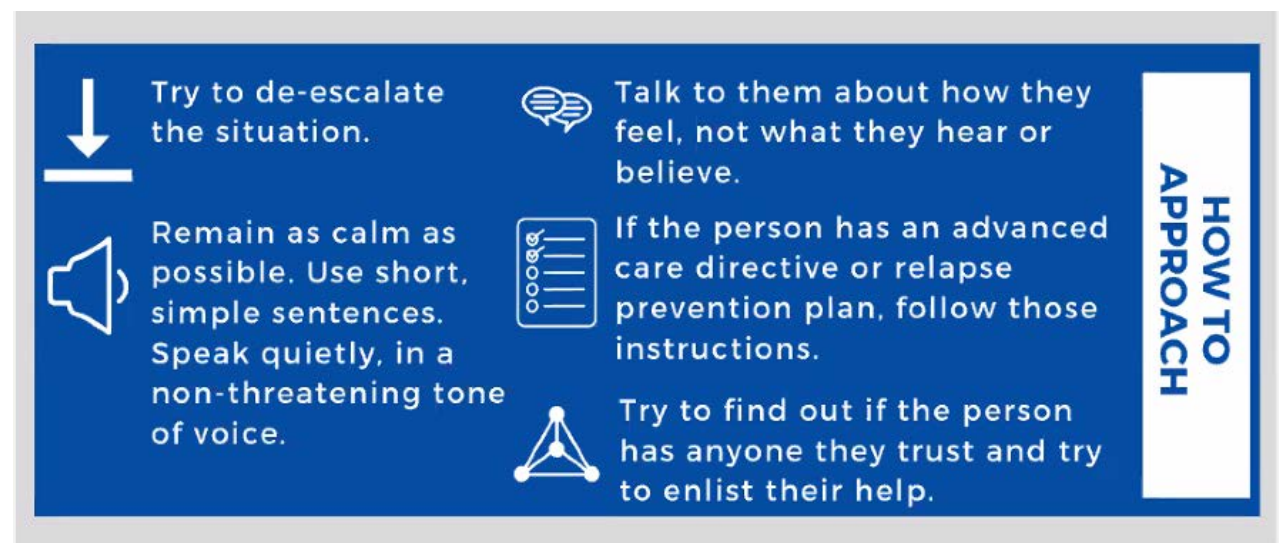 Try to de-escalate
the situation.
Remain as calm as
possible. Use short,
simple sentences.
Speak quietly, in a
non-threatening tone
of voice.
Talk to them about how they
feel, not what they hear or
believe.
If the person has an advanced
care directive or relapse
prevention plan, follow those
instructions.
Try to find out if the person
has anyone they trust and try
to enlist their help.
HOW TO
APPROACH